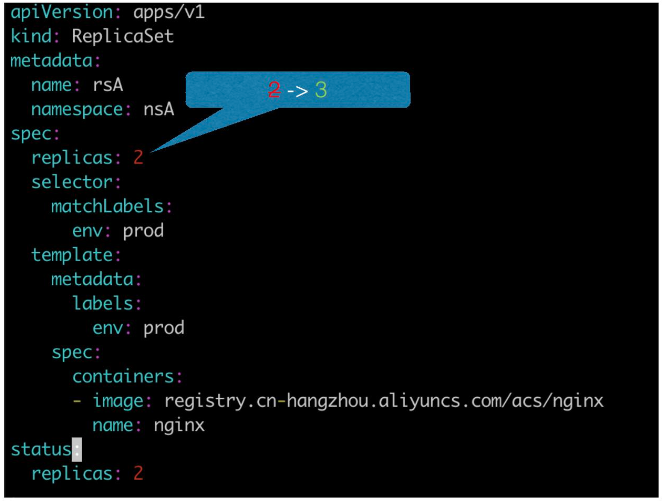 apiVersion: apps/v1
kind: ReplicaSet
metadata:
  name: rsA
  namespace: nsA
2 -> 3
spec:
  replicas: 2
  selector:
    matchLabels:
      env: prod
  template:
    metadata:
      labels:
        env: prod
    spec:
      containers:
      - image: registry.cn-hangzhou.aliyuncs.com/acs/nginx
        name: nginx
status:
  replicas: 2